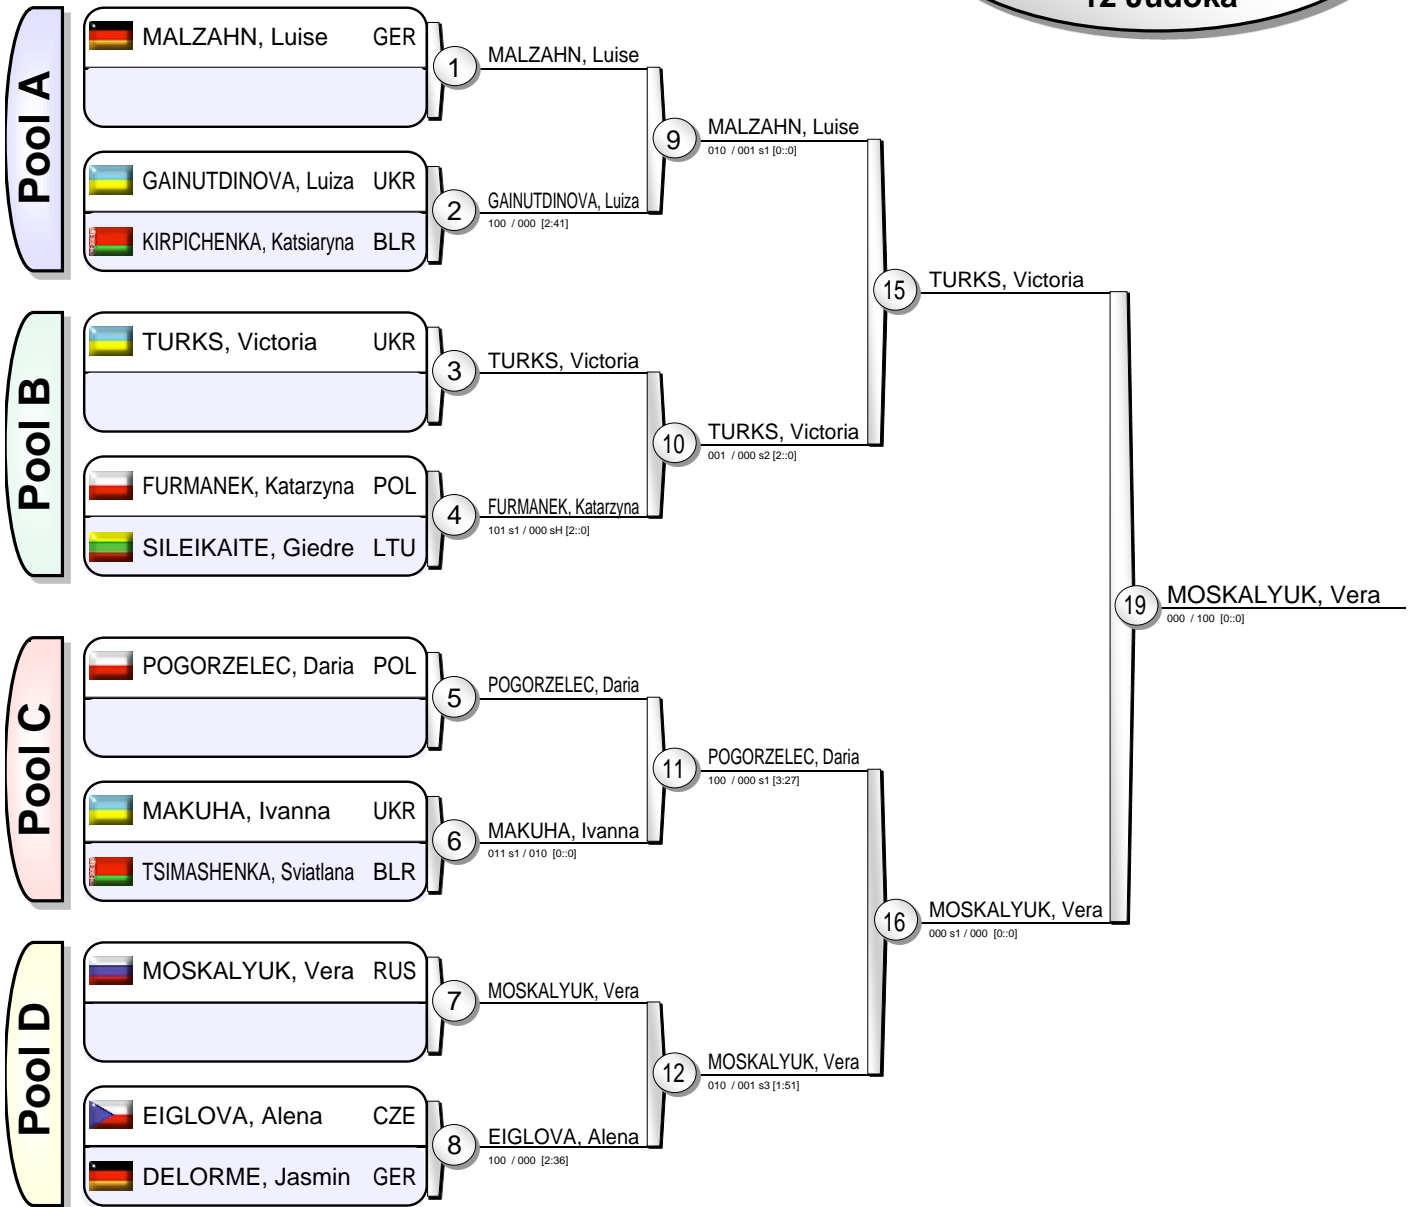 12 Judoka
Pool A
MALZAHN, Luise GER
GAINUTDINOVA, Luiza UKR
KIRPICHENKA, Katsiaryna BLR
1
MALZAHN, Luise
2
GAINUTDINOVA, Luiza
100 / 000 [2:41]
9
MALZAHN, Luise
010 / 001 s1 [0::0]
Pool B
TURKS, Victoria UKR
FURMANEK, Katarzyna POL
SILEIKAITE, Giedre LTU
3
TURKS, Victoria
4
FURMANEK, Katarzyna
101 s1 / 000 sH [2::0]
10
TURKS, Victoria
001 / 000 s2 [2::0]
15
TURKS, Victoria
Pool C
POGORZELEC, Daria POL
MAKUHA, Ivanna UKR
TSIMASHENKA, Sviatlana BLR
5
POGORZELEC, Daria
6
MAKUHA, Ivanna
011 s1 / 010 [0::0]
11
POGORZELEC, Daria
100 / 000 s1 [3:27]
Pool D
MOSKALYUK, Vera RUS
EIGLOVA, Alena CZE
DELORME, Jasmin GER
7
MOSKALYUK, Vera
8
EIGLOVA, Alena
100 / 000 [2:36]
12
MOSKALYUK, Vera
010 / 001 s3 [1:51]
16
MOSKALYUK, Vera
000 s1 / 000 [0::0]
19
MOSKALYUK, Vera
000 / 100 [0::0]